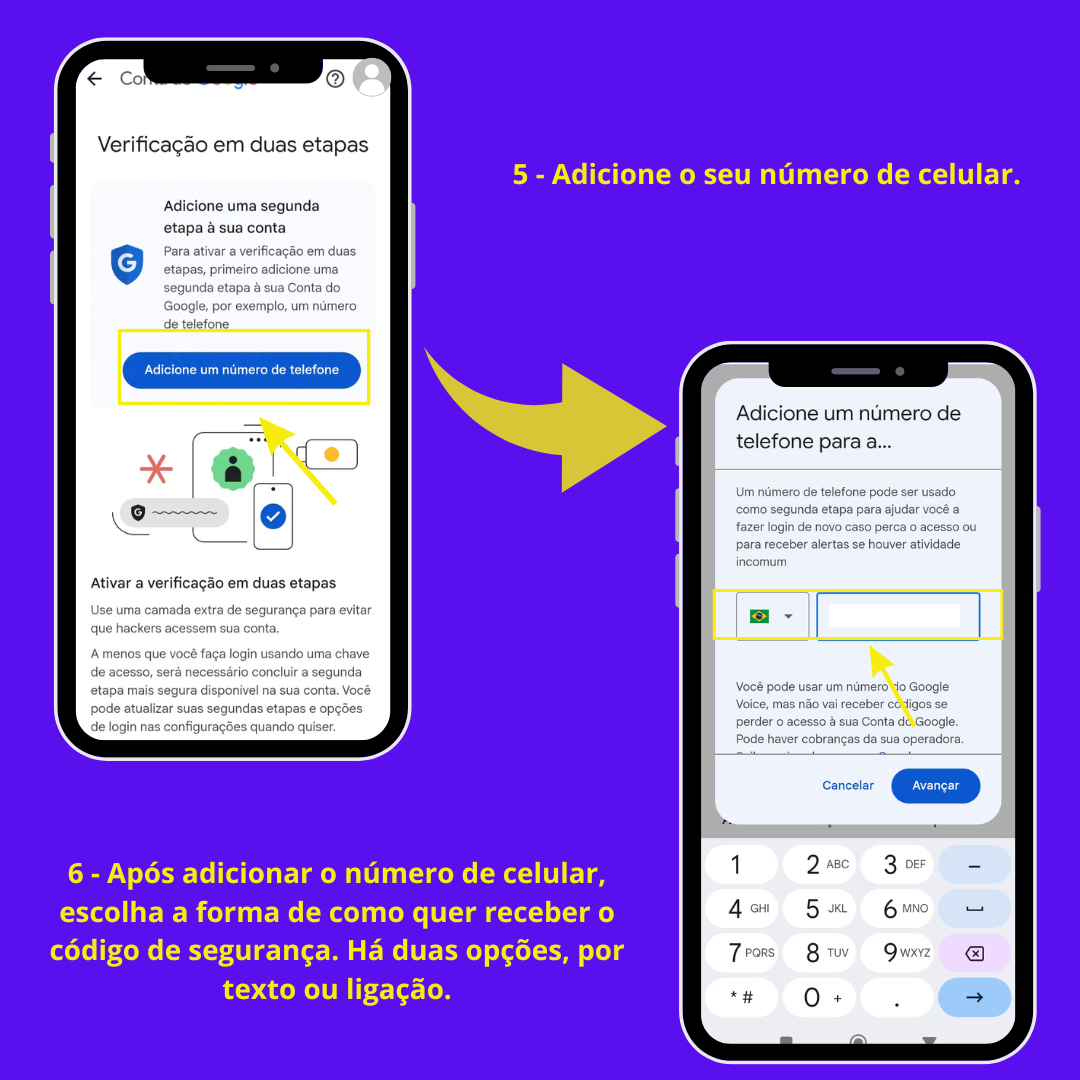 Verificação em duas etapas
Adicione uma segunda
etapa à sua conta
Para ativar a verificação em duas
etapas, primeiro adicione uma
segunda etapa à sua Conta do
Google, por exemplo, um número
de telefone
Adicione um número de telefone
G
G
Ativar a verificação em duas etapas
Use uma camada extra de segurança para evitar
que hackers acessem sua conta.
A menos que você faça login usando uma chave
de acesso, será necessário concluir a segunda
etapa mais segura disponível na sua conta. Você
pode atualizar suas segundas etapas e opções
de login nas configurações quando quiser.
5 - Adicione o seu número de celular.
Adicione um número de
telefone para a...
Um número de telefone pode ser usado
como segunda etapa para ajudar você a
fazer login de novo caso perca o acesso ou
para receber alertas se houver atividade
incomum
Você pode usar um número do Google
Voice, mas não vai receber códigos se
perder o acesso à sua Conta do Google.
Pode haver cobranças da sua operadora.
Cancelar Avançar
1 2 ABC 3 DEF -
4 GHI 5 JKL 6 MNO
7 PQRS 8 TUV 9 WXYZ
* # 0 + .
6 - Após adicionar o número de celular,
escolha a forma de como quer receber o
código de segurança. Há duas opções, por
texto ou ligação.